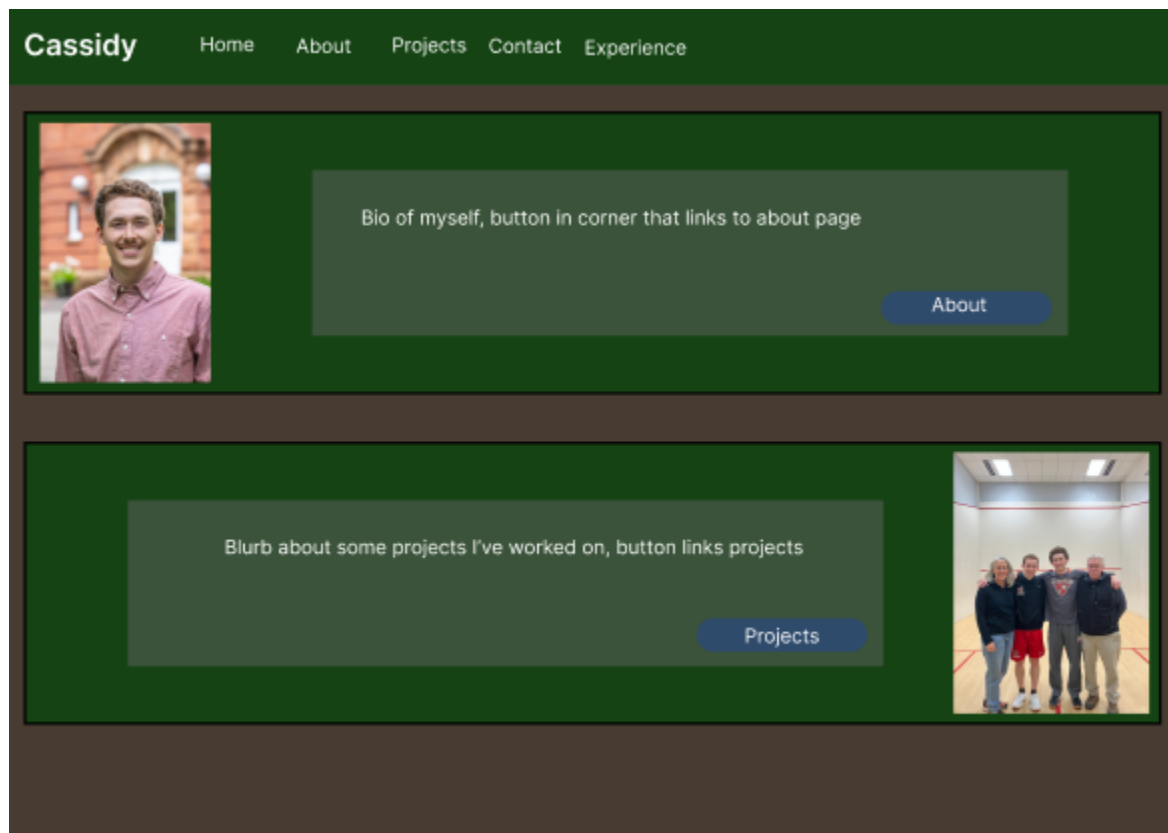 Cassidy Home About Projects Contact Experience
Bio of myself, button in corner that links to about page
About
Blurb about some projects I've worked on, button links projects
Projects